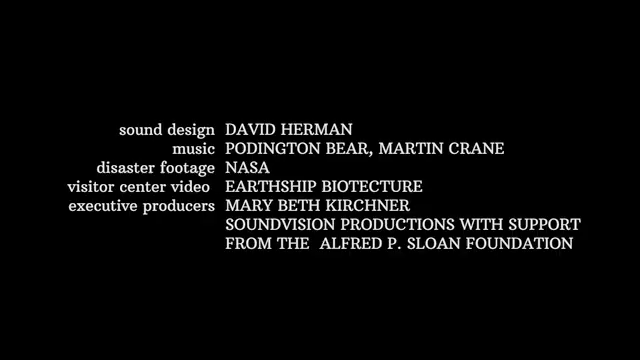 sound design DAVID HERMAN
music PODINGTON BEAR, MARTIN CRANE
disaster footage NASA
visitor center video EARTHSHIP BIOTECTURE
executive producers MARY BETH KIRCHNER
SOUNDVISION PRODUCTIONS WITH SUPPORT
FROM THE ALFRED P. SLOAN FOUNDATION